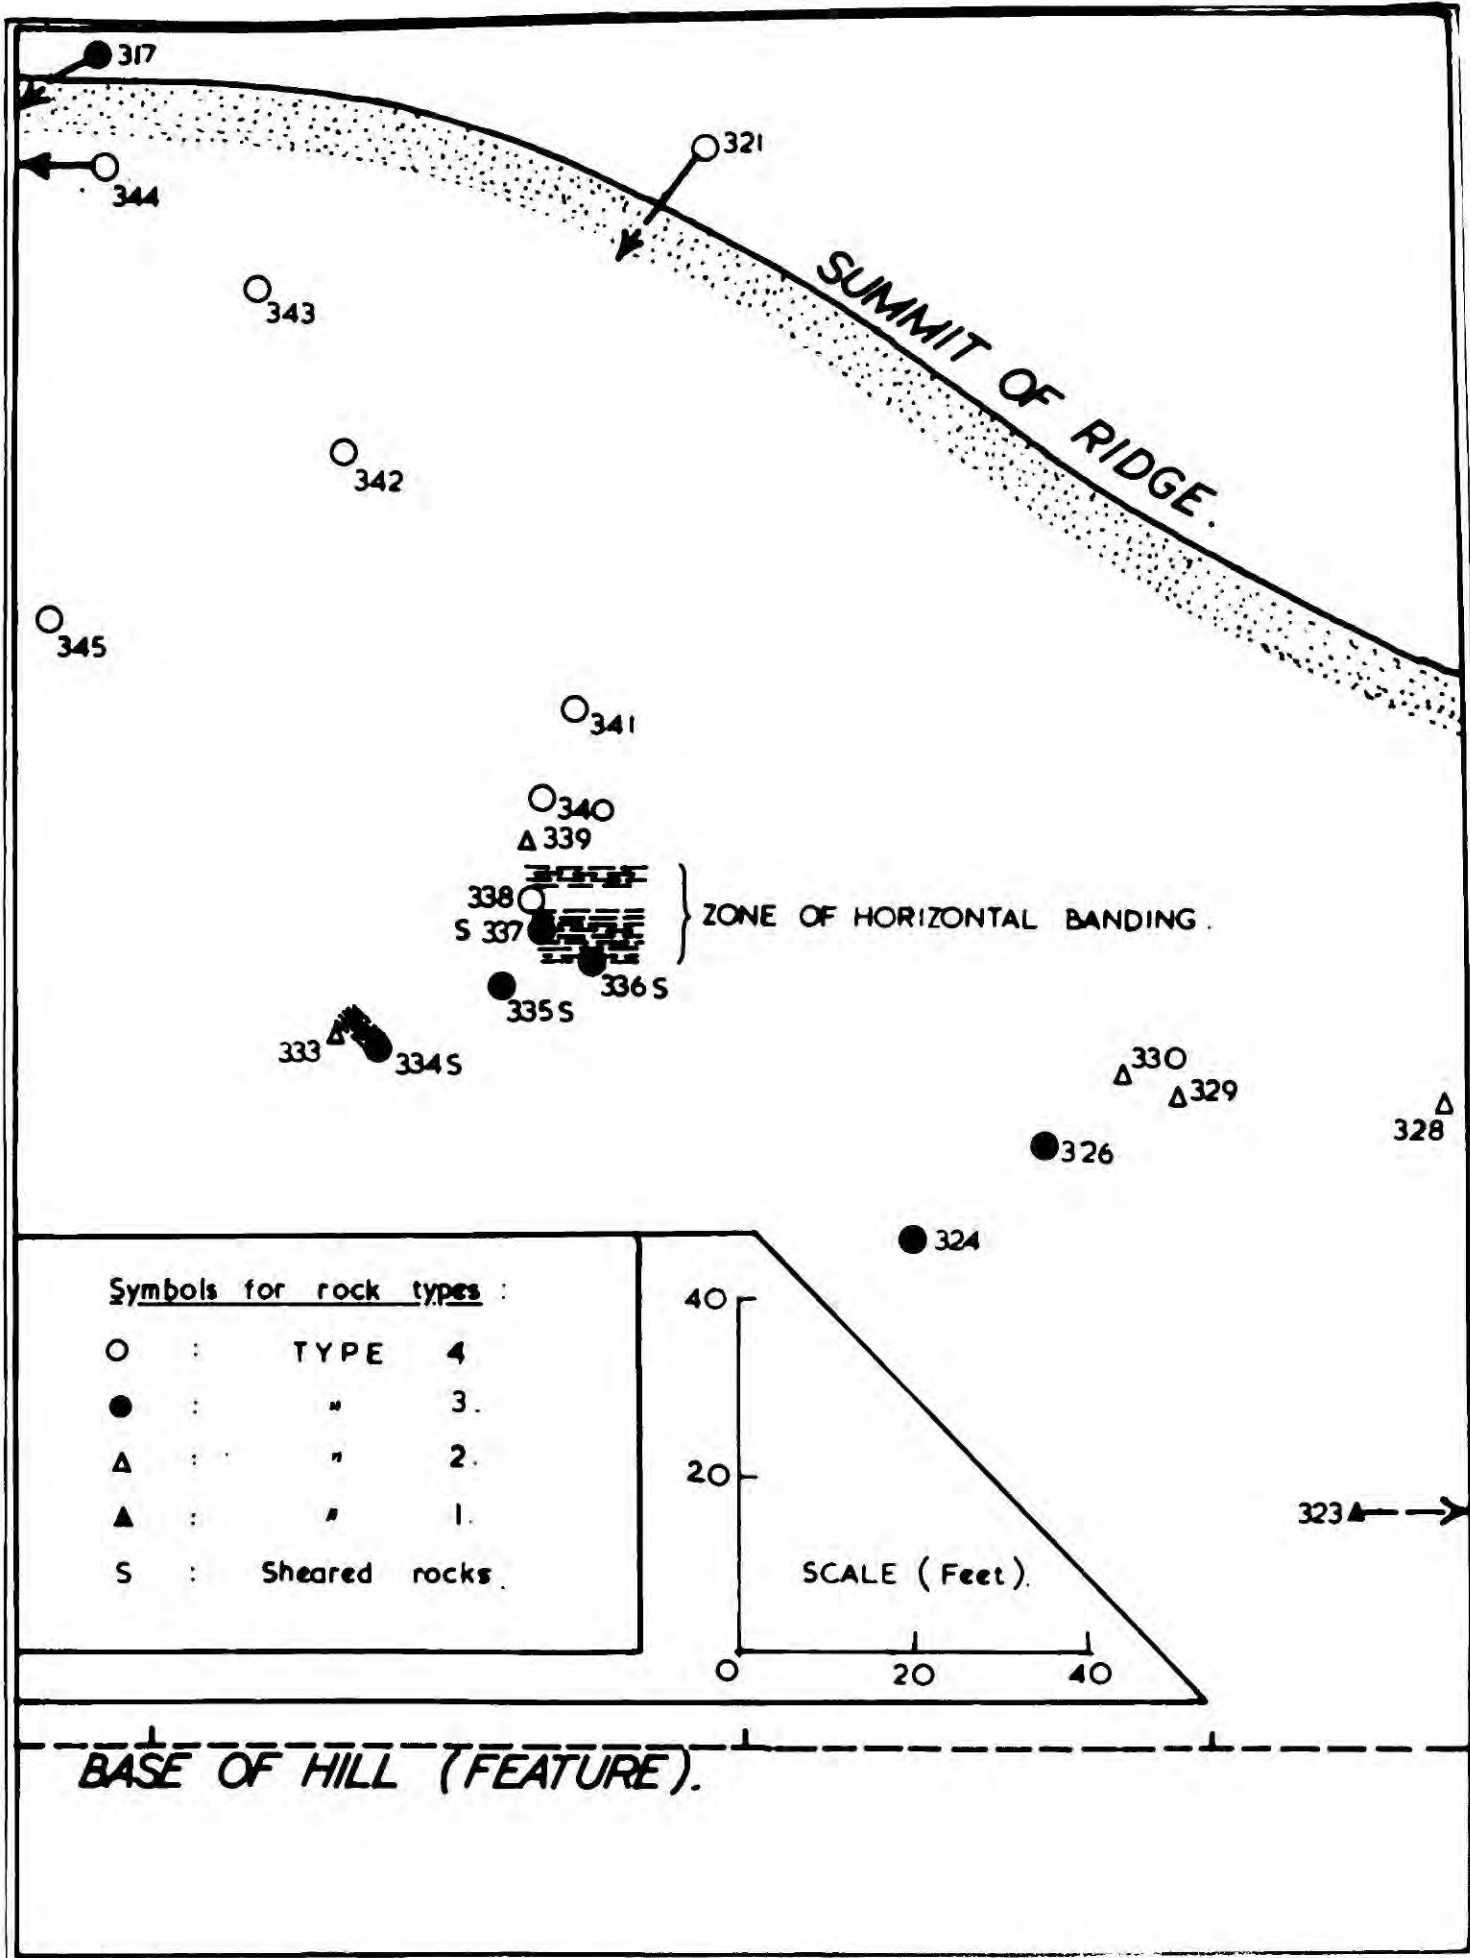 317
321
344
SUMMIT OF RIDGE.
343
342
345
341
340
339
338
ZONE OF HORIZONTAL BANDING.
S 337
336 S
335 S
333
334 S
330
329
328
326
324
Symbols for rock types :
: TYPE 4
: " 3.
: " 2.
: " 1.
S : Sheared rocks.
40
20
SCALE (Feet).
0 20 40
323
BASE OF HILL (FEATURE).